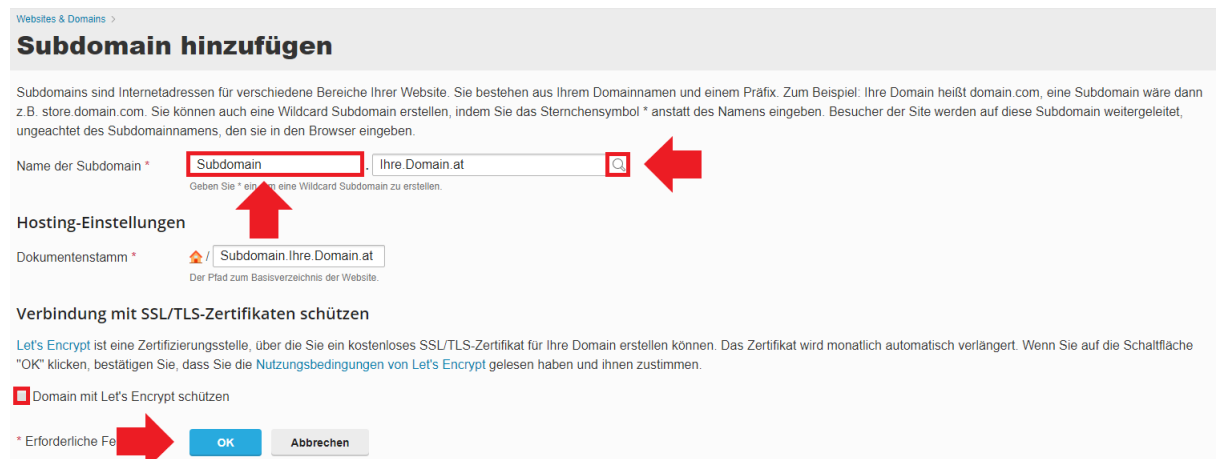 Websites & Domains >
Subdomain hinzufügen
Subdomains sind Internetadressen für verschiedene Bereiche Ihrer Website. Sie bestehen aus Ihrem Domainnamen und einem Präfix. Zum Beispiel: Ihre Domain heißt domain.com, eine Subdomain wäre dann
z.B. store.domain.com. Sie können auch eine Wildcard Subdomain erstellen, indem Sie das Sternchensymbol * anstatt des Namens eingeben. Besucher der Site werden auf diese Subdomain weitergeleitet,
ungeachtet des Subdomainnamens, den sie in den Browser eingeben.
Name der Subdomain * Subdomain . Ihre.Domain.at
Geben Sie * ein eine Wildcard Subdomain zu erstellen.
Hosting-Einstellungen
Dokumentenstamm * / Subdomain.Ihre.Domain.at
Der Pfad zum Basisverzeichnis der Website.
Verbindung mit SSL/TLS-Zertifikaten schützen
Let's Encrypt ist eine Zertifizierungsstelle, über die Sie ein kostenloses SSL/TLS-Zertifikat für Ihre Domain erstellen können. Das Zertifikat wird monatlich automatisch verlängert. Wenn Sie auf die Schaltfläche
"OK" klicken, bestätigen Sie, dass Sie die Nutzungsbedingungen von Let's Encrypt gelesen haben und ihnen zustimmen.
Domain mit Let's Encrypt schützen
* Erforderliche Fe OK Abbrechen